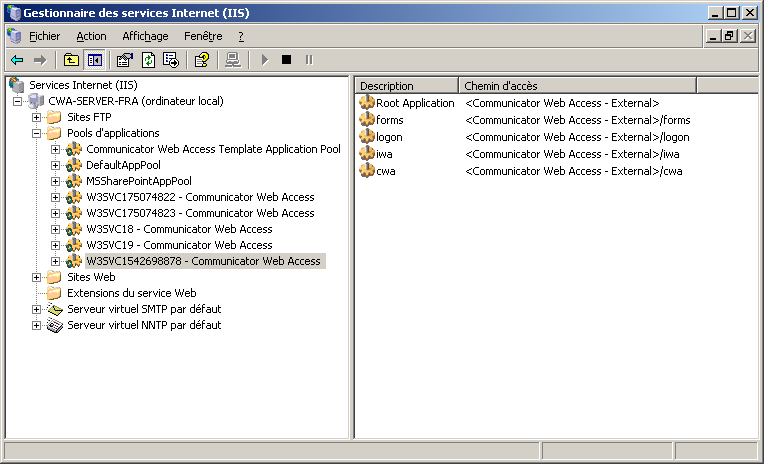 Gestionnaire des services Internet (IIS)
Fichier Action Affichage Fenêtre ?
Services Internet (IIS)
CWA-SERVER-FRA (ordinateur local)
Sites FTP
Pools d'applications
Communicator Web Access Template Application Pool
DefaultAppPool
MSSharePointAppPool
W3SVC175074822 - Communicator Web Access
W3SVC175074823 - Communicator Web Access
W3SVC18 - Communicator Web Access
W3SVC19 - Communicator Web Access
W3SVC1542698878 - Communicator Web Access
Sites Web
Extensions du service Web
Serveur virtuel SMTP par défaut
Serveur virtuel NNTP par défaut
Description Chemin d'accès
Root Application <Communicator Web Access - External>
forms <Communicator Web Access - External>/forms
logon <Communicator Web Access - External>/logon
iwa <Communicator Web Access - External>/iwa
cwa <Communicator Web Access - External>/cwa